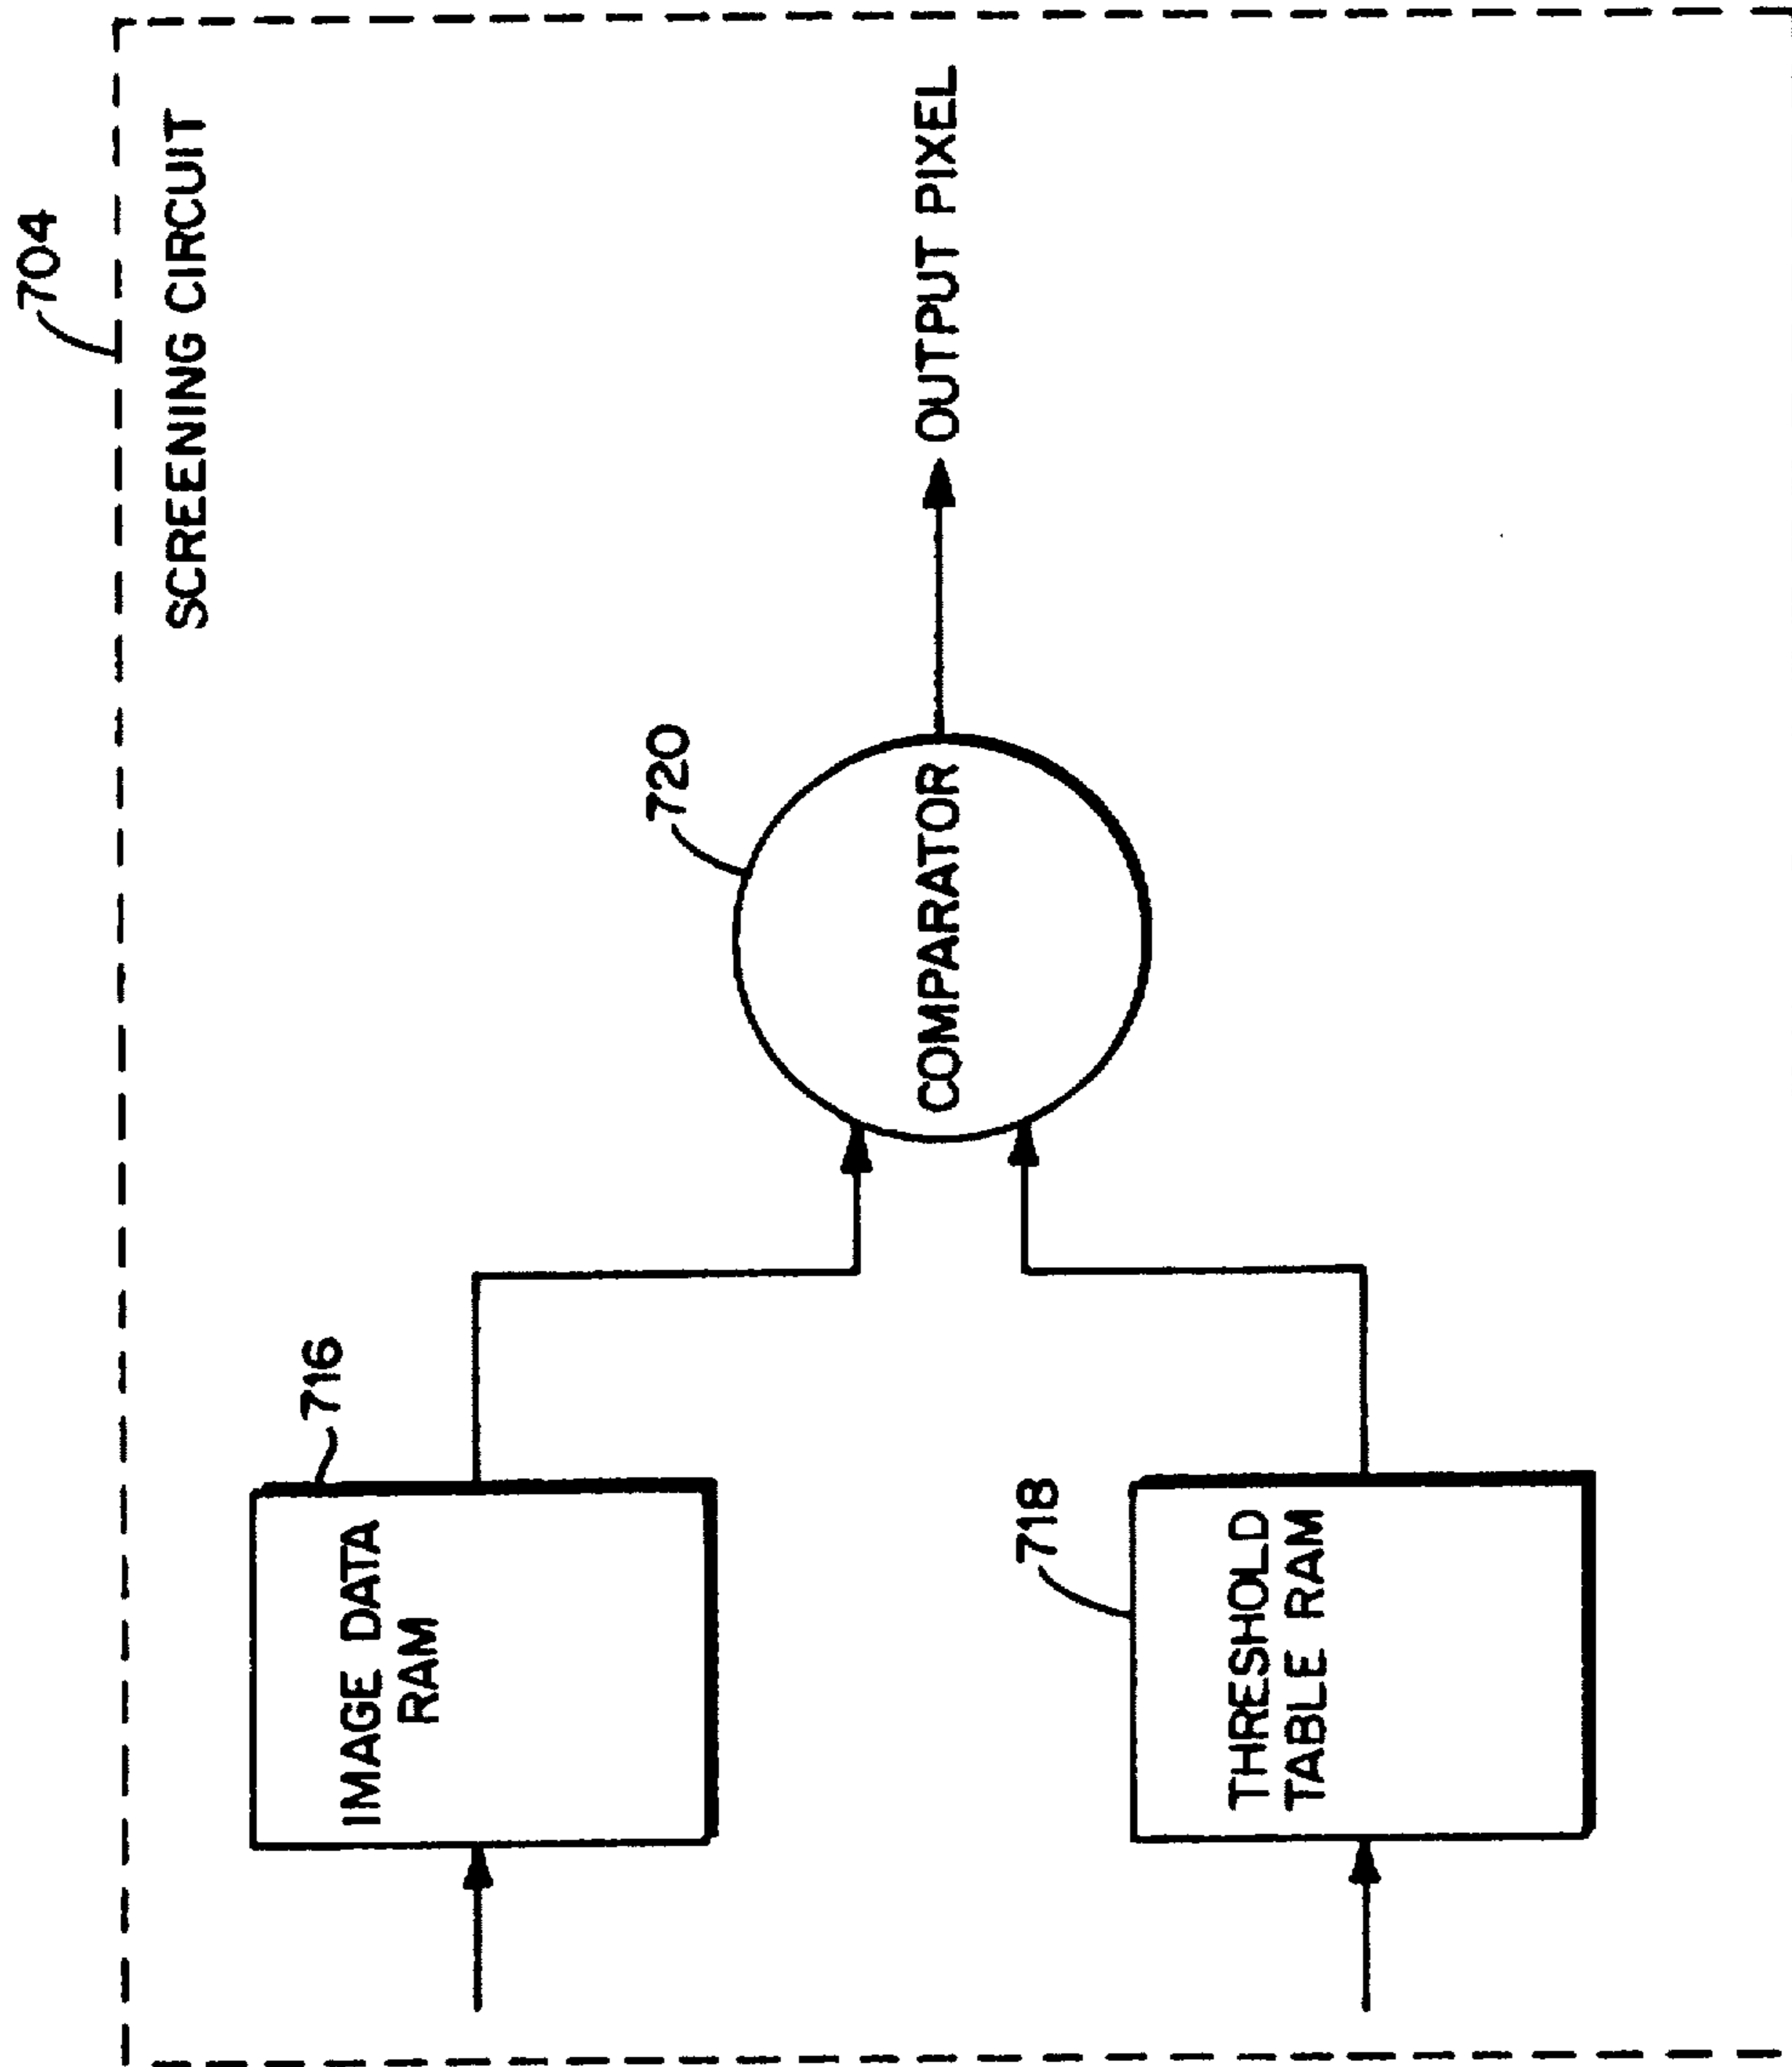 704
SCREENING CIRCUIT
716
IMAGE DATA
RAM
720
COMPARATOR
OUTPUT PIXEL
718
THRESHOLD
TABLE RAM